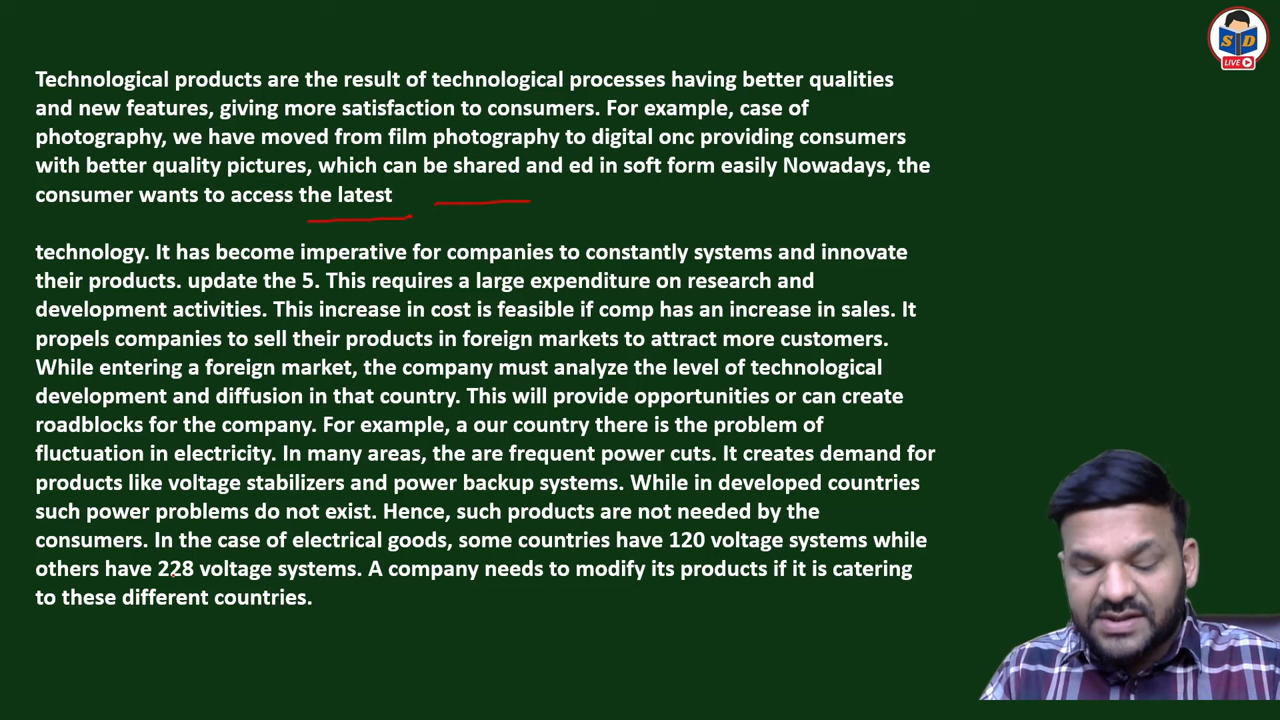 S D
LIVE
Technological products are the result of technological processes having better qualities
and new features, giving more satisfaction to consumers. For example, case of
photography, we have moved from film photography to digital onc providing consumers
with better quality pictures, which can be shared and ed in soft form easily Nowadays, the
consumer wants to access the latest
technology. It has become imperative for companies to constantly systems and innovate
their products. update the 5. This requires a large expenditure on research and
development activities. This increase in cost is feasible if comp has an increase in sales. It
propels companies to sell their products in foreign markets to attract more customers.
While entering a foreign market, the company must analyze the level of technological
development and diffusion in that country. This will provide opportunities or can create
roadblocks for the company. For example, a our country there is the problem of
fluctuation in electricity. In many areas, the are frequent power cuts. It creates demand for
products like voltage stabilizers and power backup systems. While in developed countries
such power problems do not exist. Hence, such products are not needed by the
consumers. In the case of electrical goods, some countries have 120 voltage systems while
others have 228 voltage systems. A company needs to modify its products if it is catering
to these different countries.